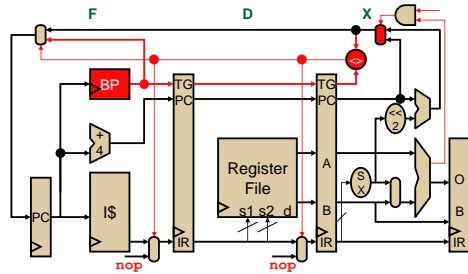 F D X
<>
BP
TG TG
PC PC
+
4
<<
2
Register
File
A
S
X
O
PC
I$
s1 s2 d
B
B
IR IR IR
nop nop